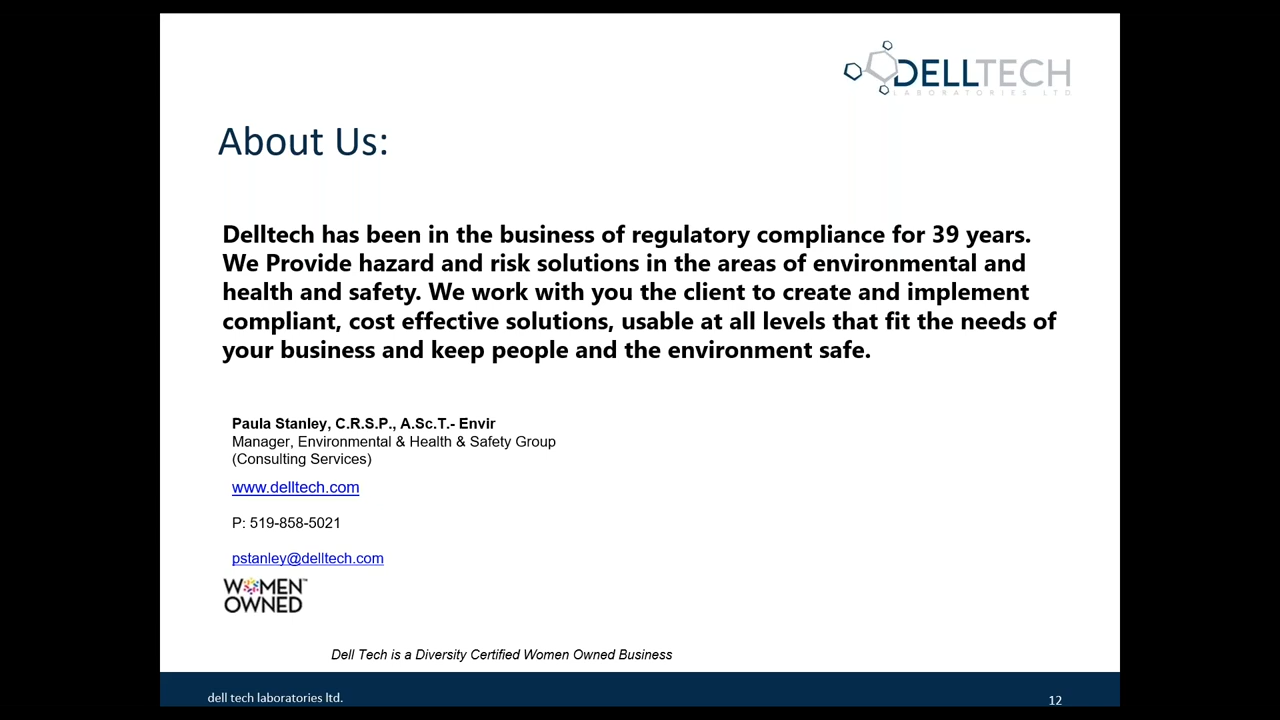 DELLTECH
LABORATORIES LTD
About Us:
Delltech has been in the business of regulatory compliance for 39 years.
We Provide hazard and risk solutions in the areas of environmental and
health and safety. We work with you the client to create and implement
compliant, cost effective solutions, usable at all levels that fit the needs of
your business and keep people and the environment safe.
Paula Stanley, C.R.S.P., A.Sc.T.- Envir
Manager, Environmental & Health & Safety Group
(Consulting Services)
www.delltech.com
P: 519-858-5021
pstanley@delltech.com
WOMEN™
OWNED
Dell Tech is a Diversity Certified Women Owned Business
dell tech laboratories ltd.
12